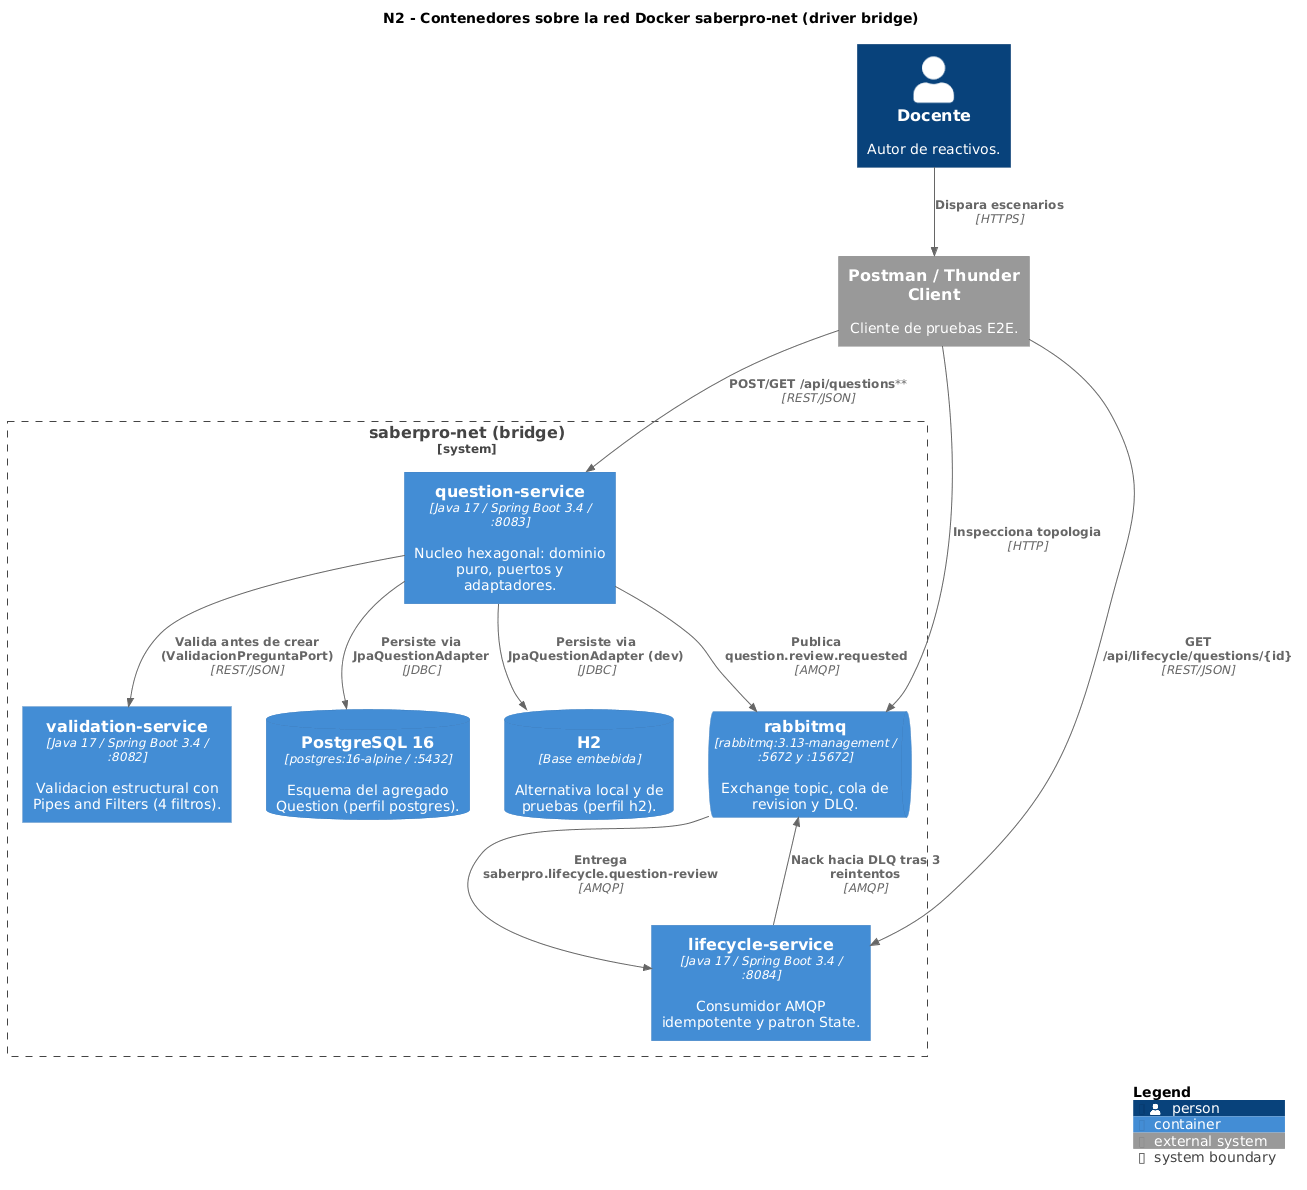 N2 - Contenedores sobre la red Docker saberpro-net (driver bridge)
Docente
Autor de reactivos.
Dispara escenarios
[HTTPS]
Postman / Thunder
Client
Cliente de pruebas E2E.
POST/GET /api/questions**
[REST/JSON]
saberpro-net (bridge)
[system]
question-service
[Java 17 / Spring Boot 3.4 /
:8083]
Nucleo hexagonal: dominio
puro, puertos y
adaptadores.
Inspecciona topologia
[HTTP]
Valida antes de crear
(ValidacionPreguntaPort)
[REST/JSON]
Persiste via
JpaQuestionAdapter
[JDBC]
Persiste via
JpaQuestionAdapter (dev)
[JDBC]
Publica
question.review.requested
[AMQP]
GET
/api/lifecycle/questions/{id}
[REST/JSON]
validation-service
[Java 17 / Spring Boot 3.4 /
:8082]
Validacion estructural con
Pipes and Filters (4 filtros).
PostgreSQL 16
[postgres:16-alpine / :5432]
Esquema del agregado
Question (perfil postgres).
H2
[Base embebida]
Alternativa local y de
pruebas (perfil h2).
rabbitmq
[rabbitmq:3.13-management /
:5672 y :15672]
Exchange topic, cola de
revision y DLQ.
Entrega
saberpro.lifecycle.question-review
[AMQP]
Nack hacia DLQ tras 3
reintentos
[AMQP]
lifecycle-service
[Java 17 / Spring Boot 3.4 /
:8084]
Consumidor AMQP
idempotente y patron State.
Legend
person
container
external system
system boundary